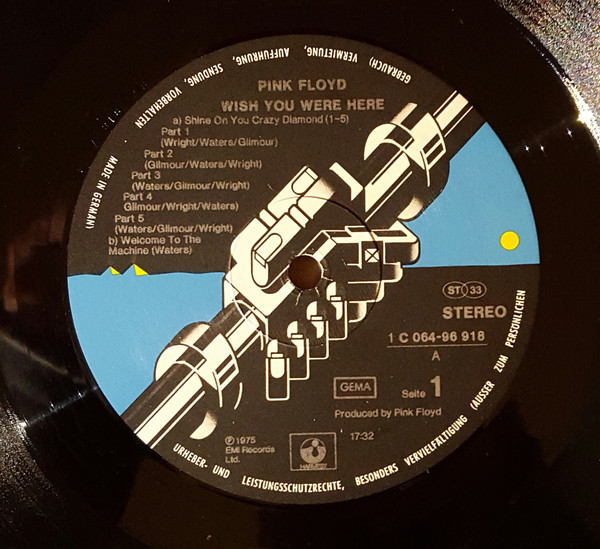 PINK FLOYD
WISH YOU WERE HERE
a) Shine On You Crazy Diamond (1-5)
Part 1
(Wright/Waters/Gilmour)
Part 2
(Gilmour/Waters/Wright)
Part 3
(Waters/Gilmour/Wright)
Part 4
Gilmour/Wright/Waters)
Part 5
(Waters/Gilmour/Wright)
b) Welcome To The
Machine (Waters)
ST 33
STEREO
1 C 064-96 918
A
GEMA
Seite 1
Produced by Pink Floyd
17:32
℗ 1975
EMI Records
Ltd.
HARVEST
URHEBER- UND LEISTUNGSSCHUTZRECHTE, BESONDERS VERVIELFÄLTIGUNG (AUSSER ZUM PERSÖNLICHEN
GEBRAUCH) VERMIETUNG, AUFFÜHRUNG, SENDUNG VORBEHALTEN
MADE IN GERMANY